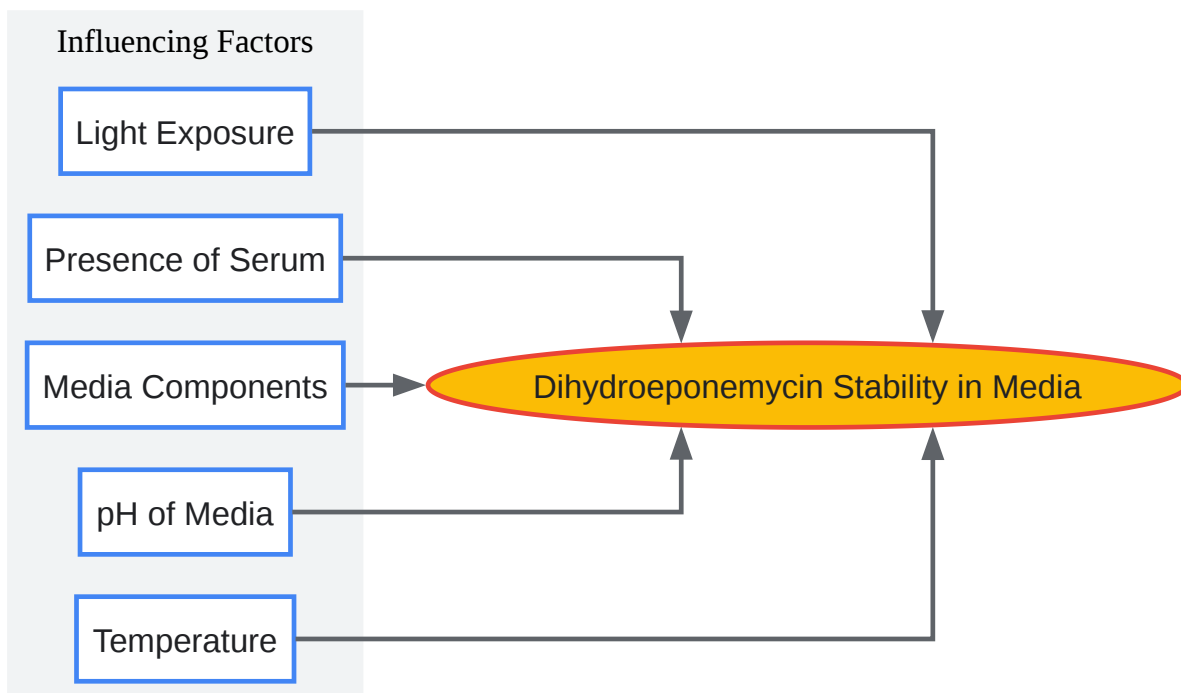 Influencing Factors
Light Exposure
Presence of Serum
Media Components
Dihydroeponemycin Stability in Media
pH of Media
Temperature